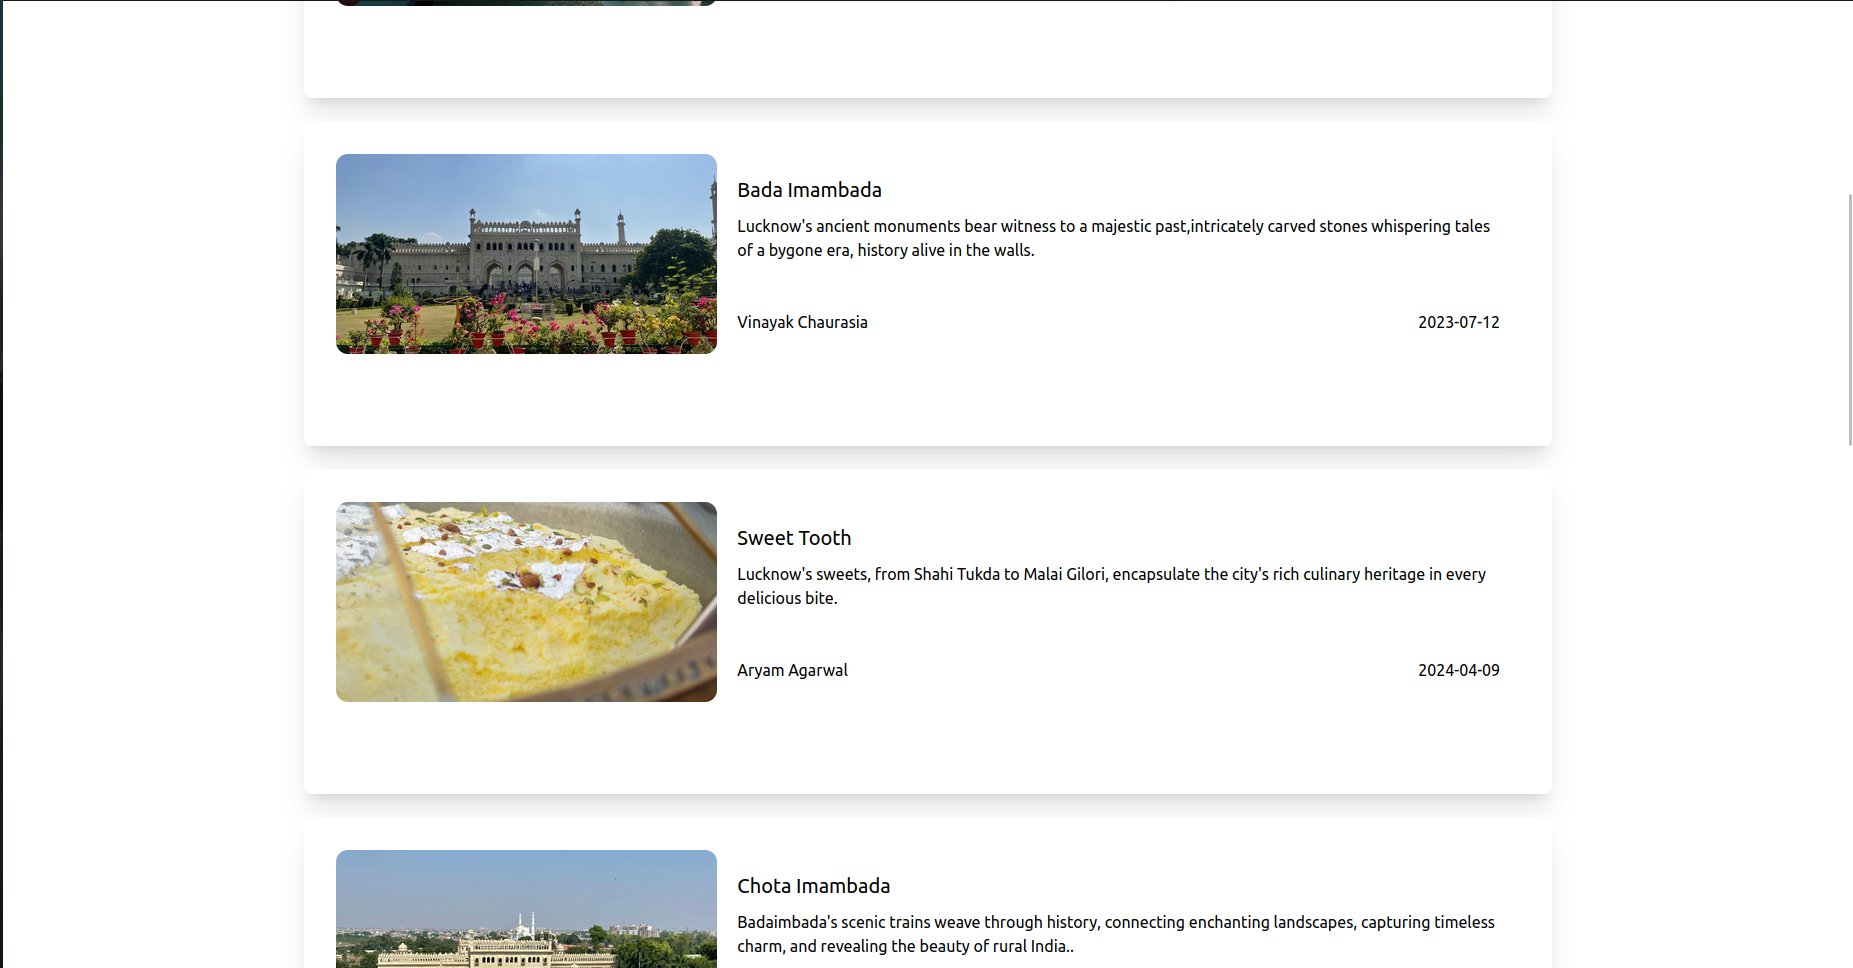 Bada Imambada
Lucknow's ancient monuments bear witness to a majestic past,intricately carved stones whispering tales
of a bygone era, history alive in the walls.
Vinayak Chaurasia
2023-07-12
Sweet Tooth
Lucknow's sweets, from Shahi Tukda to Malai Gilori, encapsulate the city's rich culinary heritage in every
delicious bite.
Aryam Agarwal
2024-04-09
Chota Imambada
Badaimbada's scenic trains weave through history, connecting enchanting landscapes, capturing timeless
charm, and revealing the beauty of rural India..